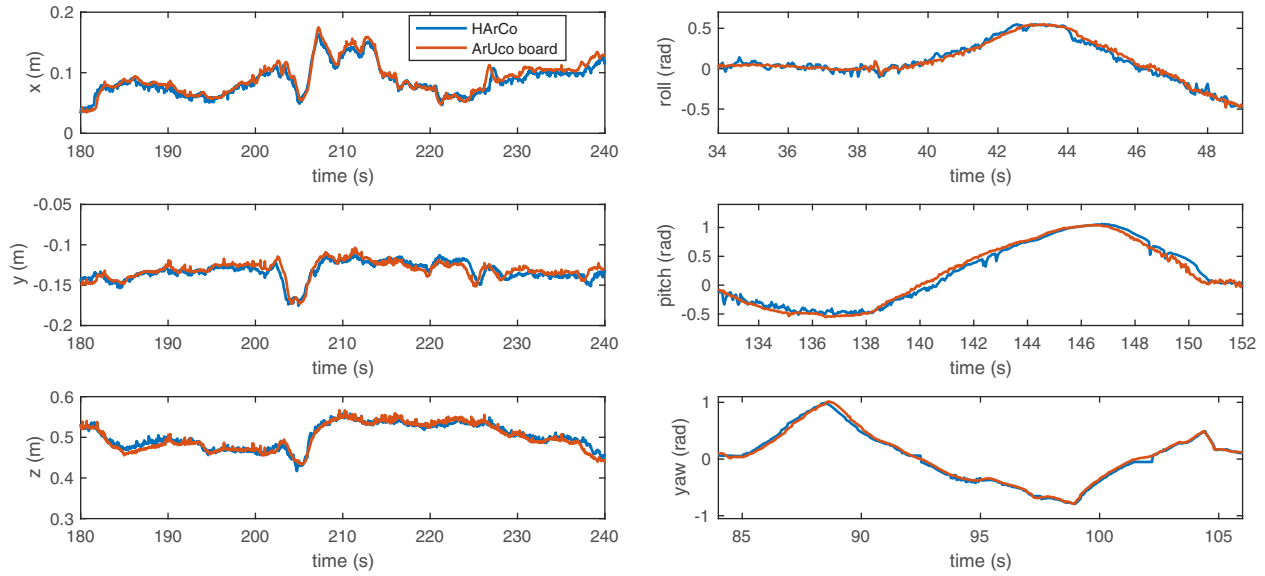 0.2
0.1
0
x (m)
180 190 200 210 220 230 240
time (s)
HArCo
ArUco board
0.5
0
-0.5
roll (rad)
34 36 38 40 42 44 46 48
time (s)
-0.05
-0.1
-0.15
-0.2
y (m)
180 190 200 210 220 230 240
time (s)
1
0.5
0
-0.5
pitch (rad)
134 136 138 140 142 144 146 148 150 152
time (s)
0.6
0.5
0.4
0.3
z (m)
180 190 200 210 220 230 240
time (s)
1
0
-1
yaw (rad)
85 90 95 100 105
time (s)